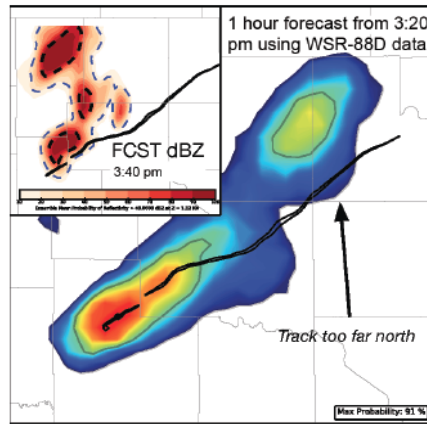 1 hour forecast from 3:20
pm using WSR-88D data
FCST dBZ
3:40 pm
Track too far north
Max Probability: 91 %